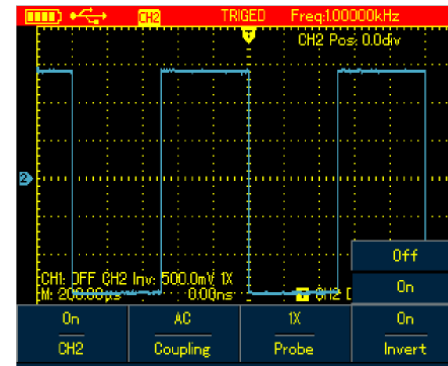 CH2 TRIGED Freq:1.00000kHz
T
CH2 Pos: 0.0div
2
Off
CH1: OFF CH2 Inv: 500.0mV 1X
On
M: 200.00μs 0.00ns T CH2
On AC 1X On
CH2 Coupling Probe Invert